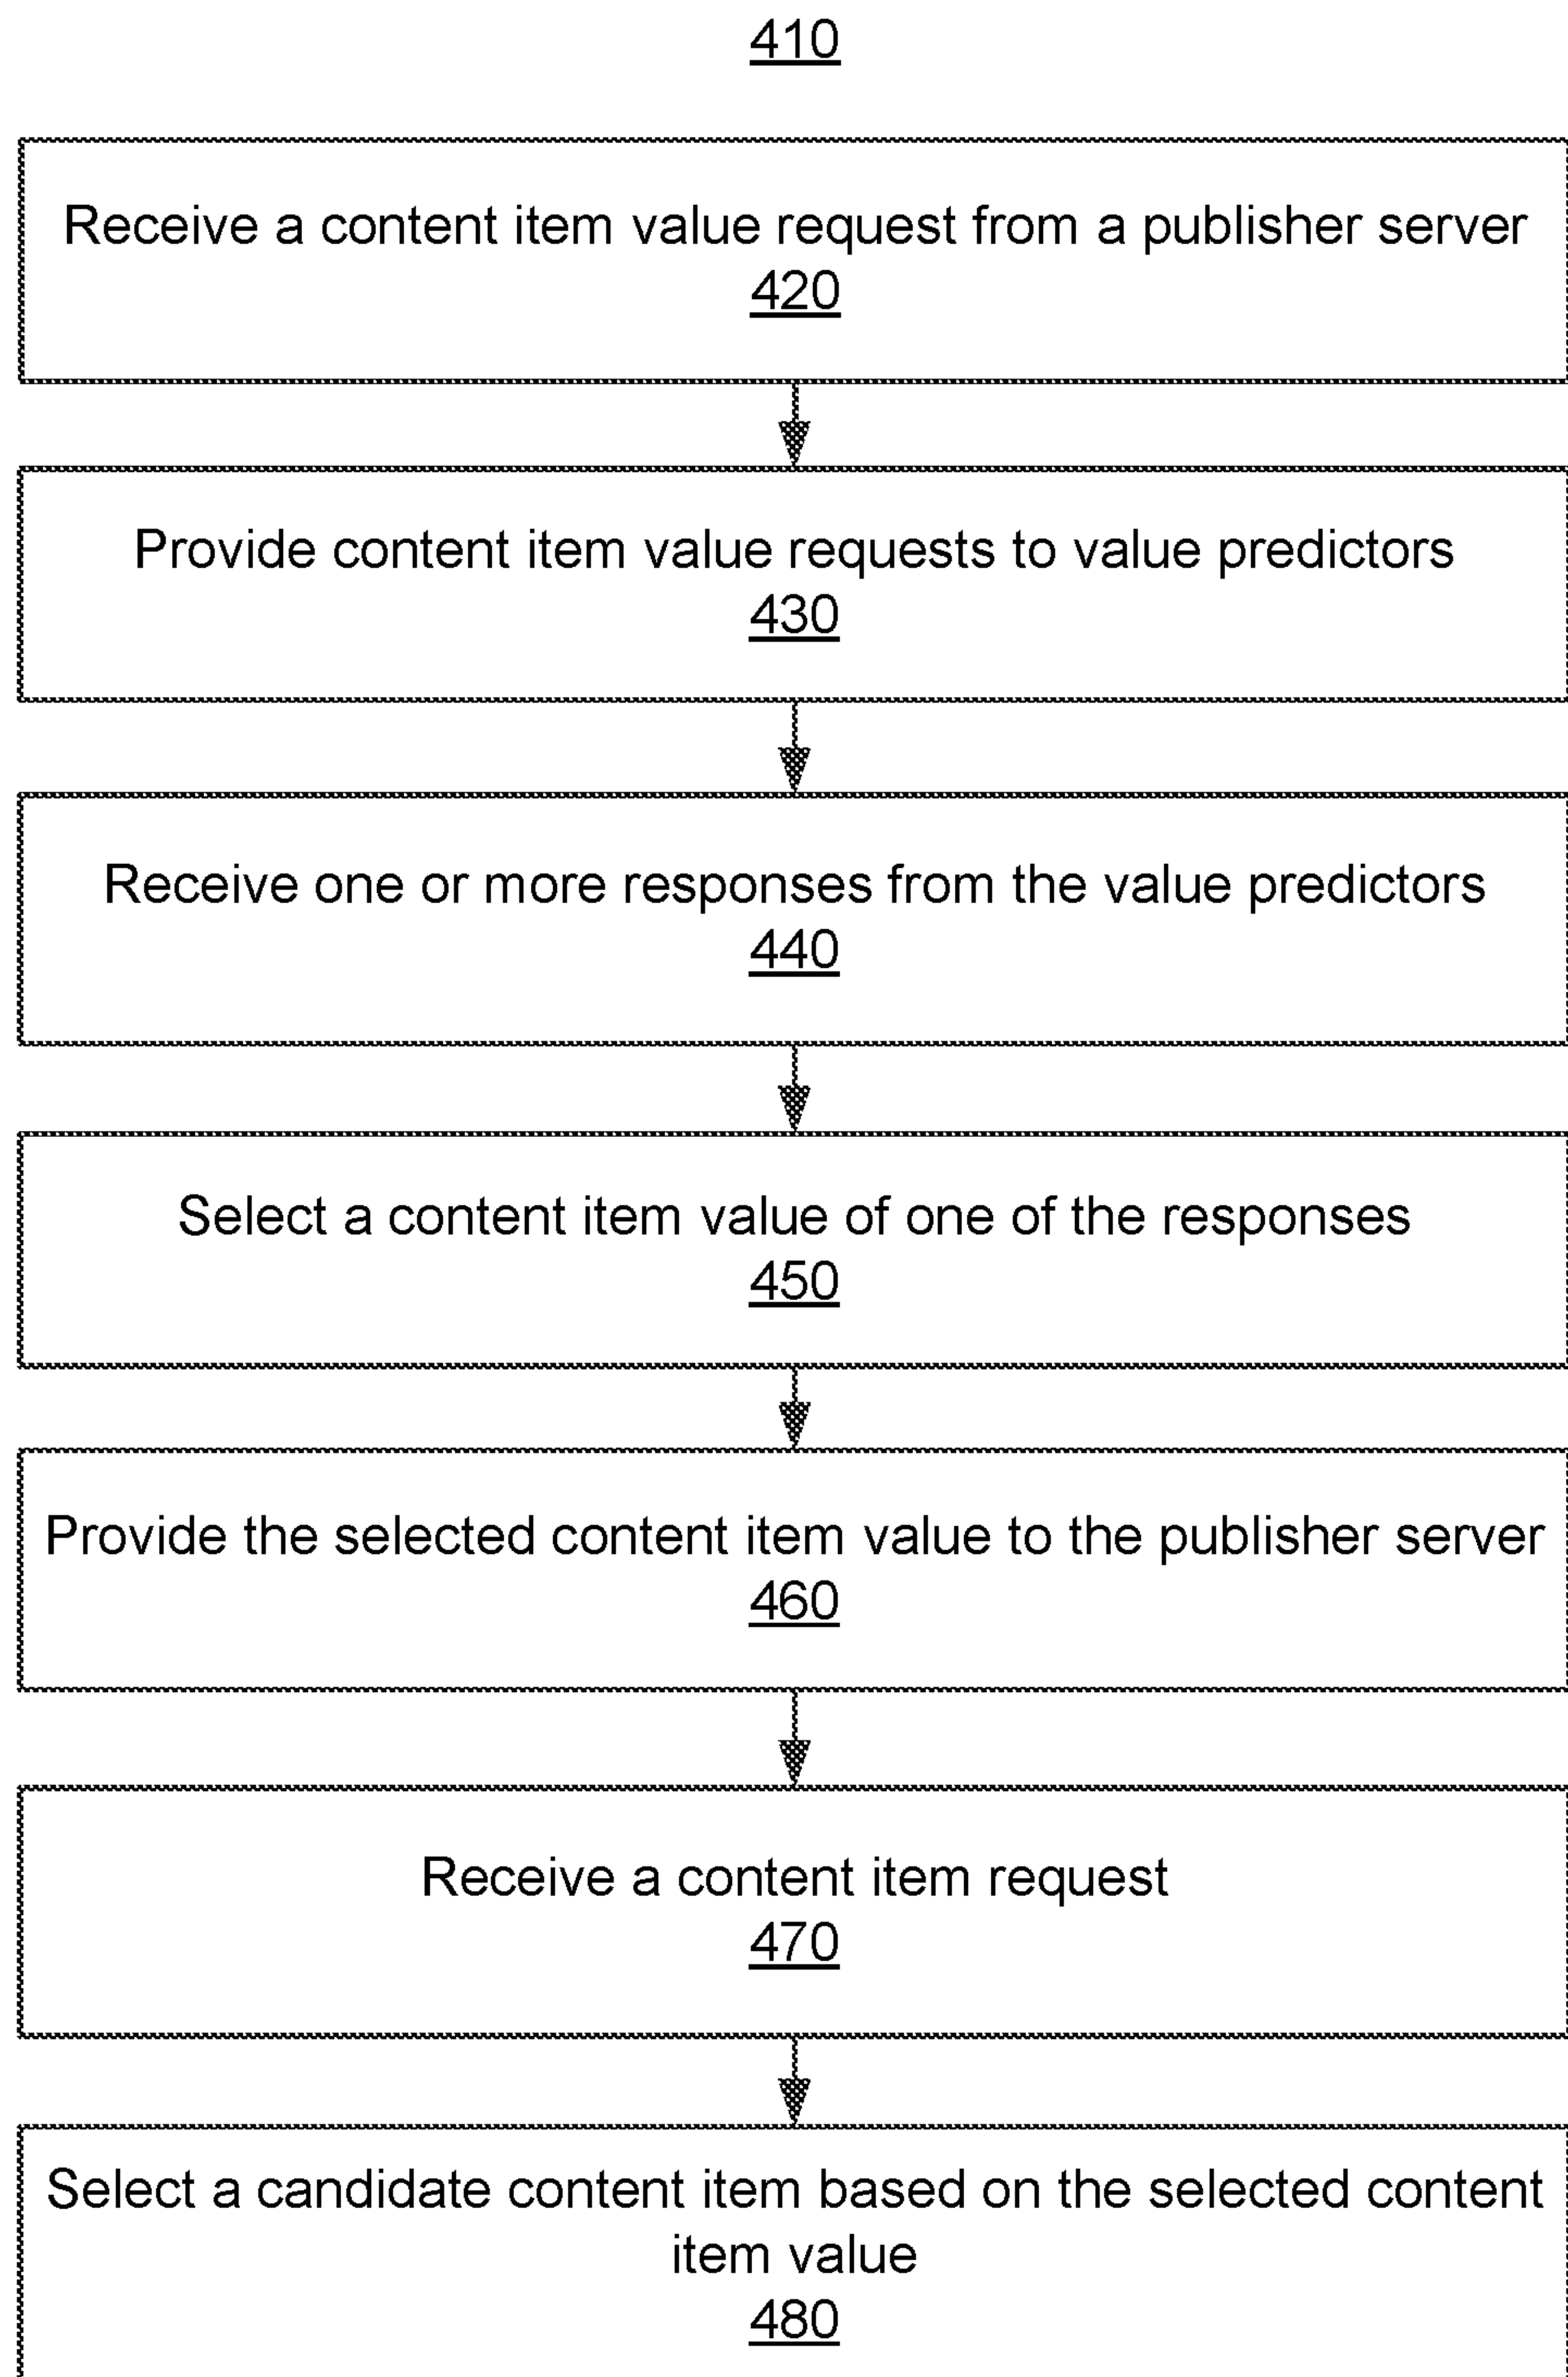 410
Receive a content item value request from a publisher server
420
Provide content item value requests to value predictors
430
Receive one or more responses from the value predictors
440
Select a content item value of one of the responses
450
Provide the selected content item value to the publisher server
460
Receive a content item request
470
Select a candidate content item based on the selected content
item value
480